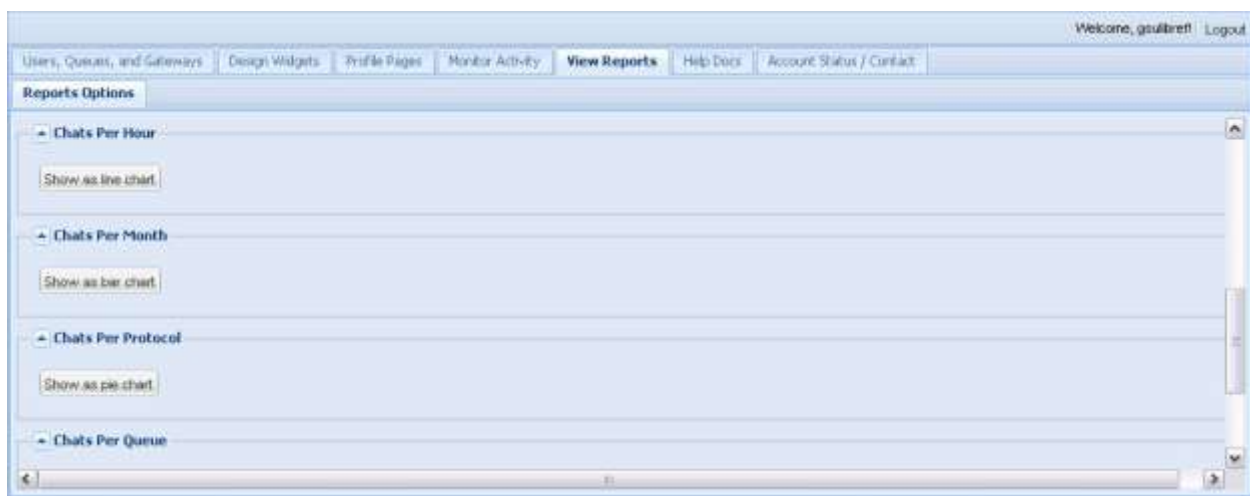 Welcome, gsulibref! Logout
Users, Queues, and Gateways Design Widgets Profile Pages Monitor Activity View Reports Help Docs Account Status / Contact
Reports Options
Chats Per Hour
Show as line chart
Chats Per Month
Show as bar chart
Chats Per Protocol
Show as pie chart
Chats Per Queue